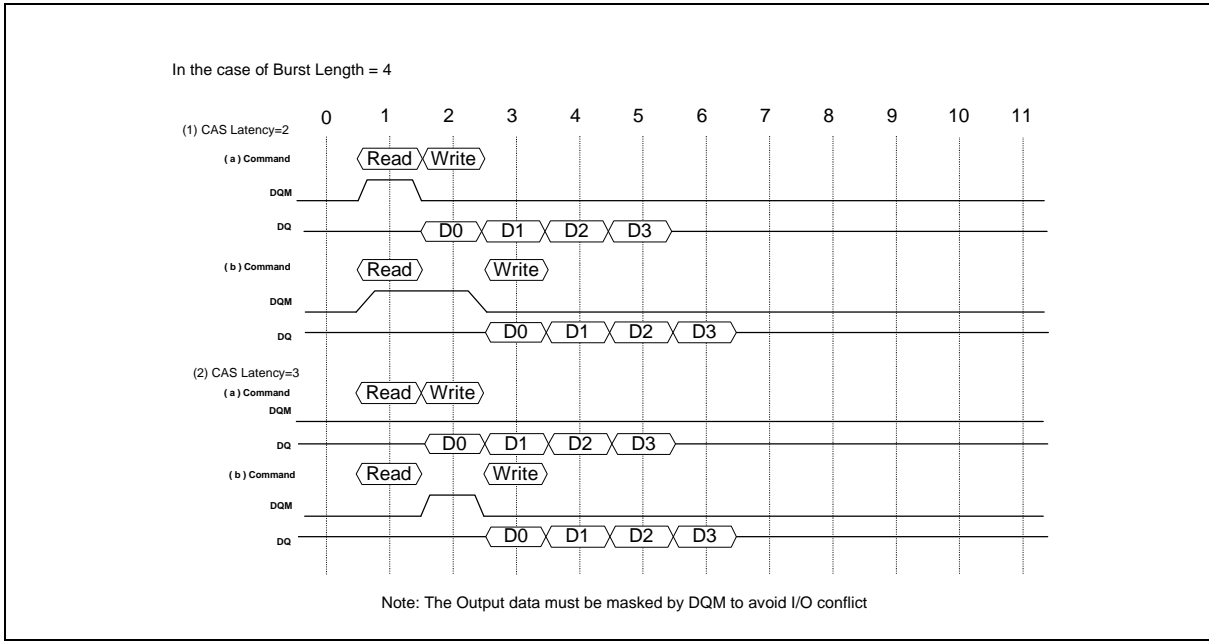 In the case of Burst Length = 4
0 1 2 3 4 5 6 7 8 9 10 11
(1) CAS Latency=2
( a ) Command Read Write
DQM
DQ D0 D1 D2 D3
( b ) Command Read Write
DQM
DQ D0 D1 D2 D3
(2) CAS Latency=3
( a ) Command Read Write
DQM
DQ D0 D1 D2 D3
( b ) Command Read Write
DQM
DQ D0 D1 D2 D3
Note: The Output data must be masked by DQM to avoid I/O conflict